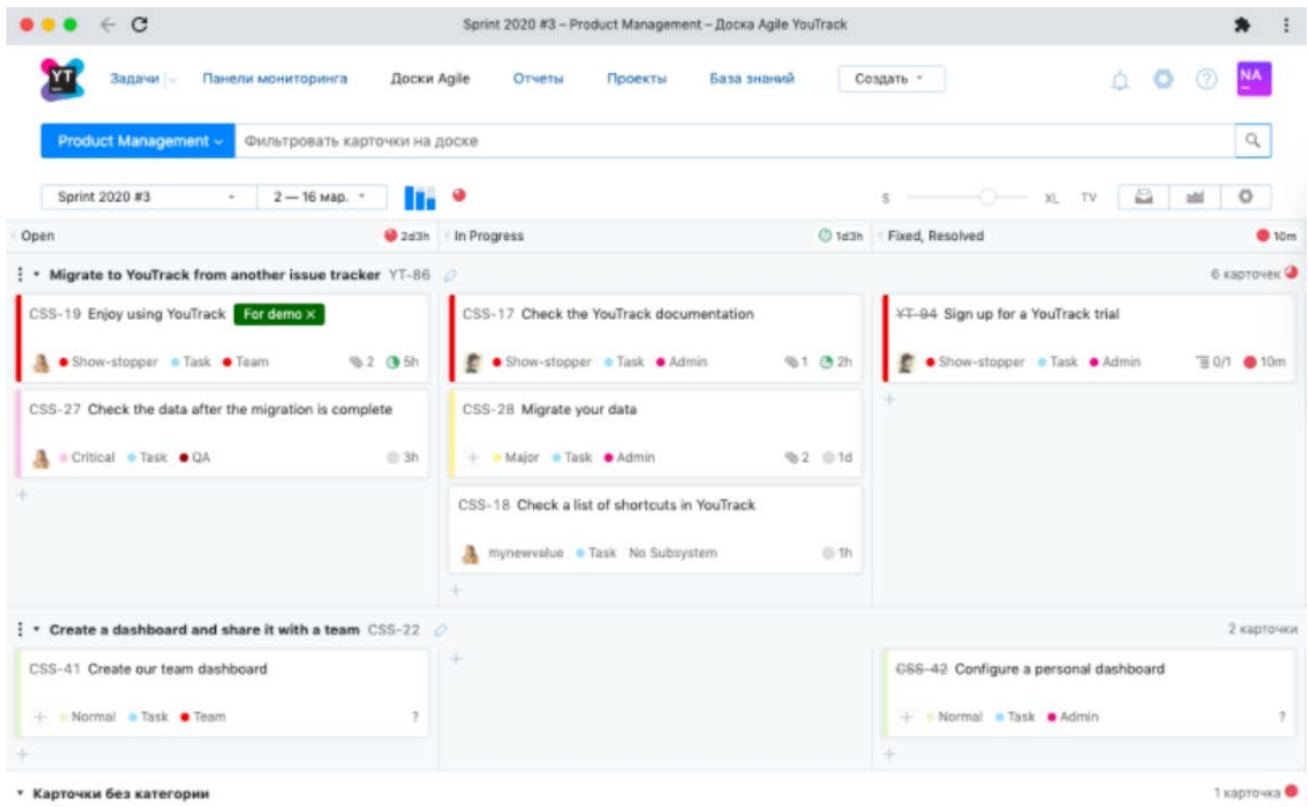 Sprint 2020 #3 – Product Management – Доска Agile YouTrack
YT Задачи Панели мониторинга Доски Agile Отчеты Проекты База знаний Создать NA
Product Management Фильтровать карточки на доске
Sprint 2020 #3 2 — 16 мар. S XL TV
Open 2d3h In Progress 1d3h Fixed, Resolved 10m
Migrate to YouTrack from another issue tracker YT-86 6 карточек
CSS-19 Enjoy using YouTrack For demo × CSS-17 Check the YouTrack documentation YT-94 Sign up for a YouTrack trial
Show-stopper Task Team 2 5h Show-stopper Task Admin 1 2h Show-stopper Task Admin 0/1 10m
CSS-27 Check the data after the migration is complete CSS-28 Migrate your data +
Critical Task QA 3h + Major Task Admin 2 1d
+ CSS-18 Check a list of shortcuts in YouTrack
mynewvalue Task No Subsystem 1h
+
Create a dashboard and share it with a team CSS-22 2 карточки
CSS-41 Create our team dashboard + CSS-42 Configure a personal dashboard
+ Normal Task Team ? + Normal Task Admin ?
+ +
Карточки без категории 1 карточка